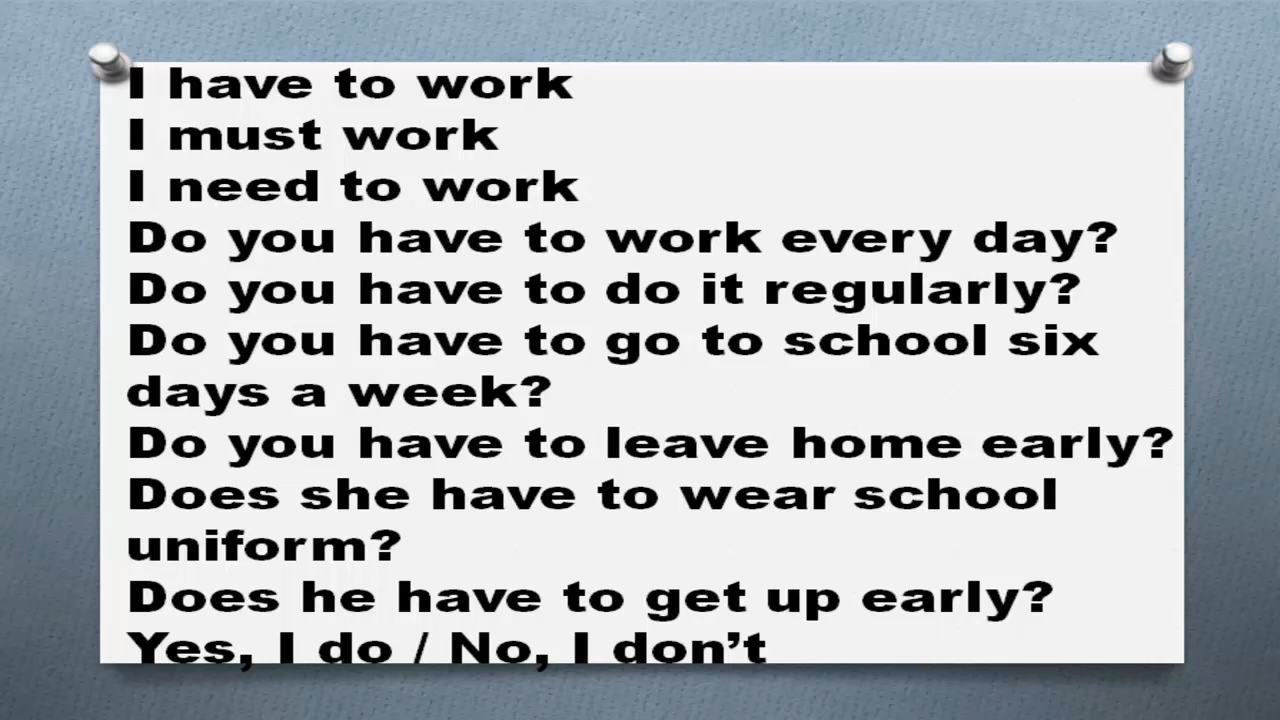 I have to work
I must work
I need to work
Do you have to work every day?
Do you have to do it regularly?
Do you have to go to school six
days a week?
Do you have to leave home early?
Does she have to wear school
uniform?
Does he have to get up early?
Yes, I do / No, I don’t